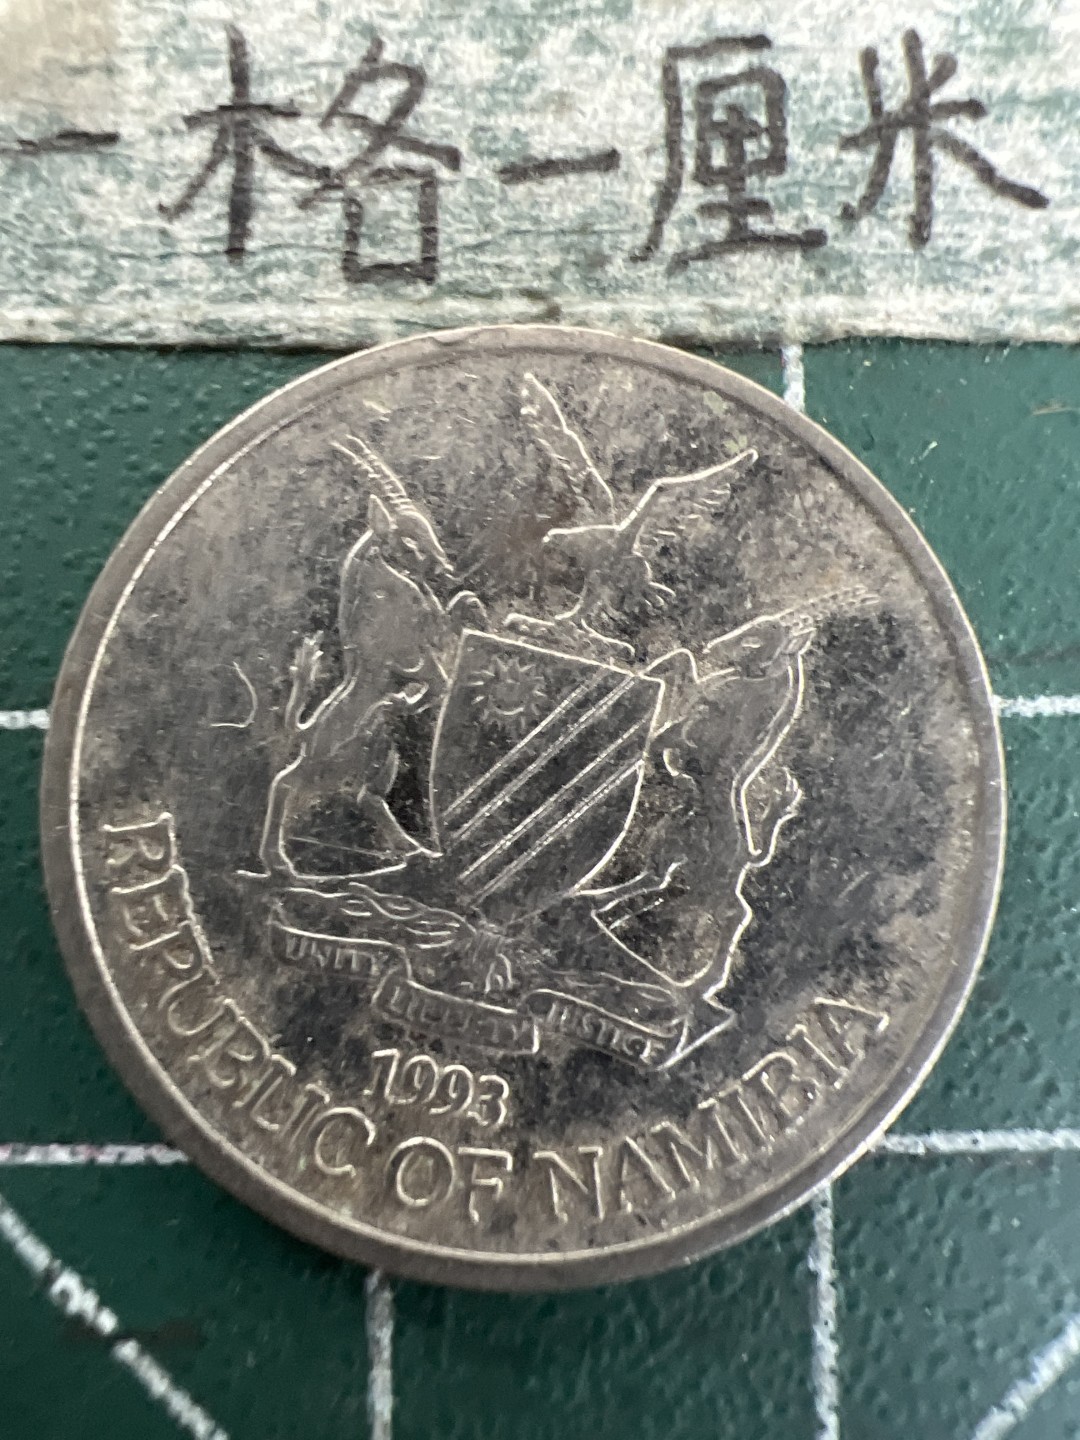 一格一厘米
UNITY LIBERTY JUSTICE
1993
REPUBLIC OF NAMIBIA